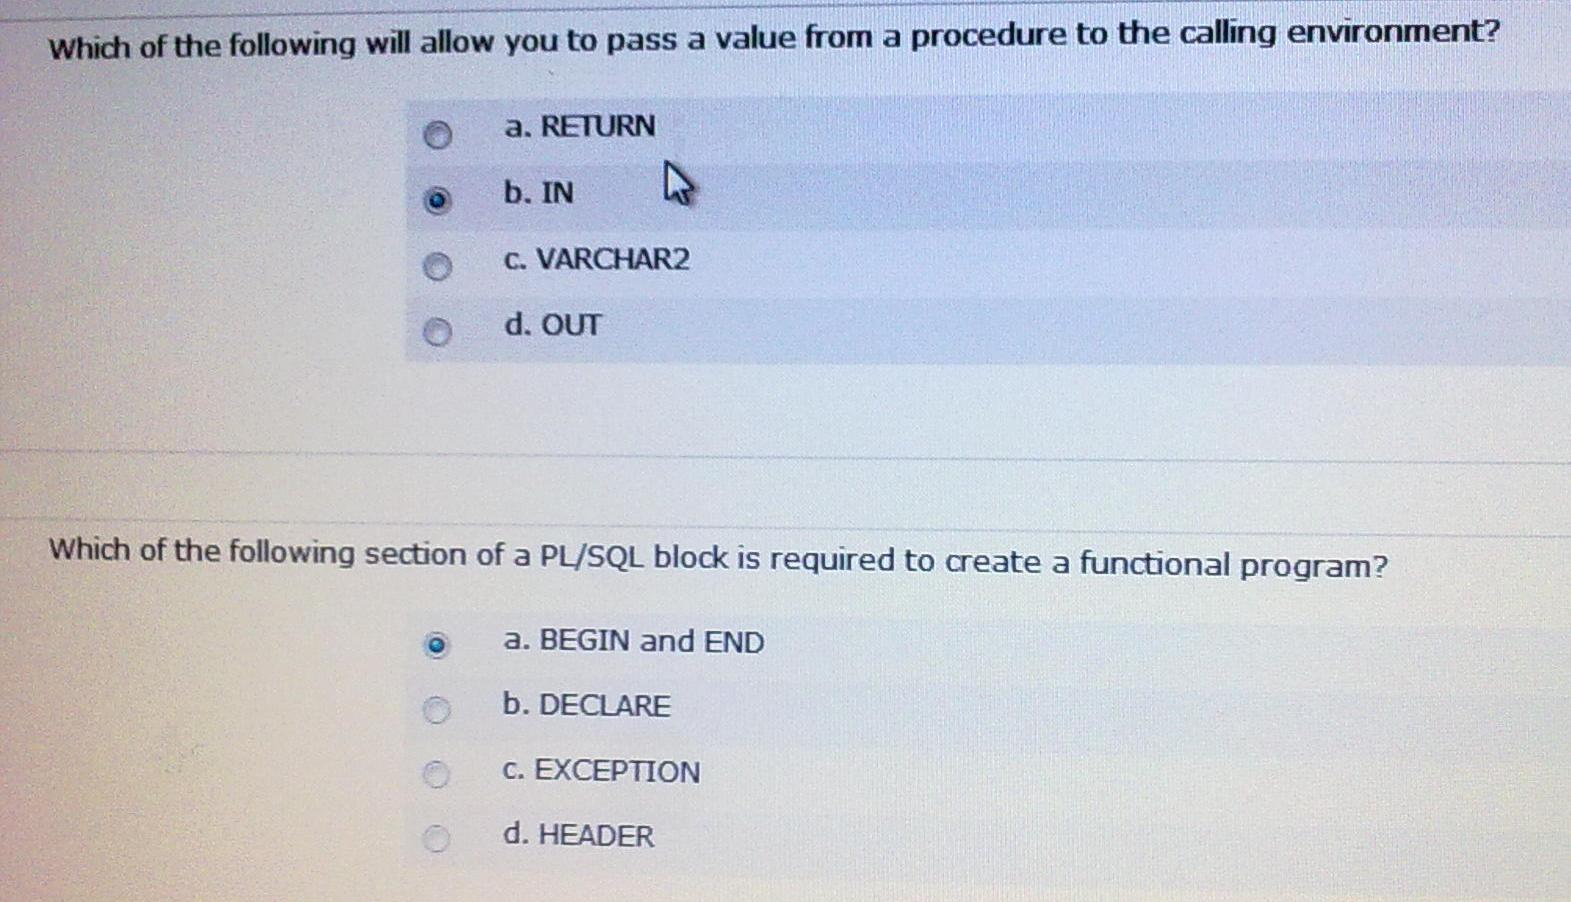 Which of the following will allow you to pass a value from a procedure to the calling environment?
a. RETURN
b. IN
c. VARCHAR2
d. OUT
Which of the following section of a PL/SQL block is required to create a functional program?
a. BEGIN and END
b. DECLARE
c. EXCEPTION
d. HEADER